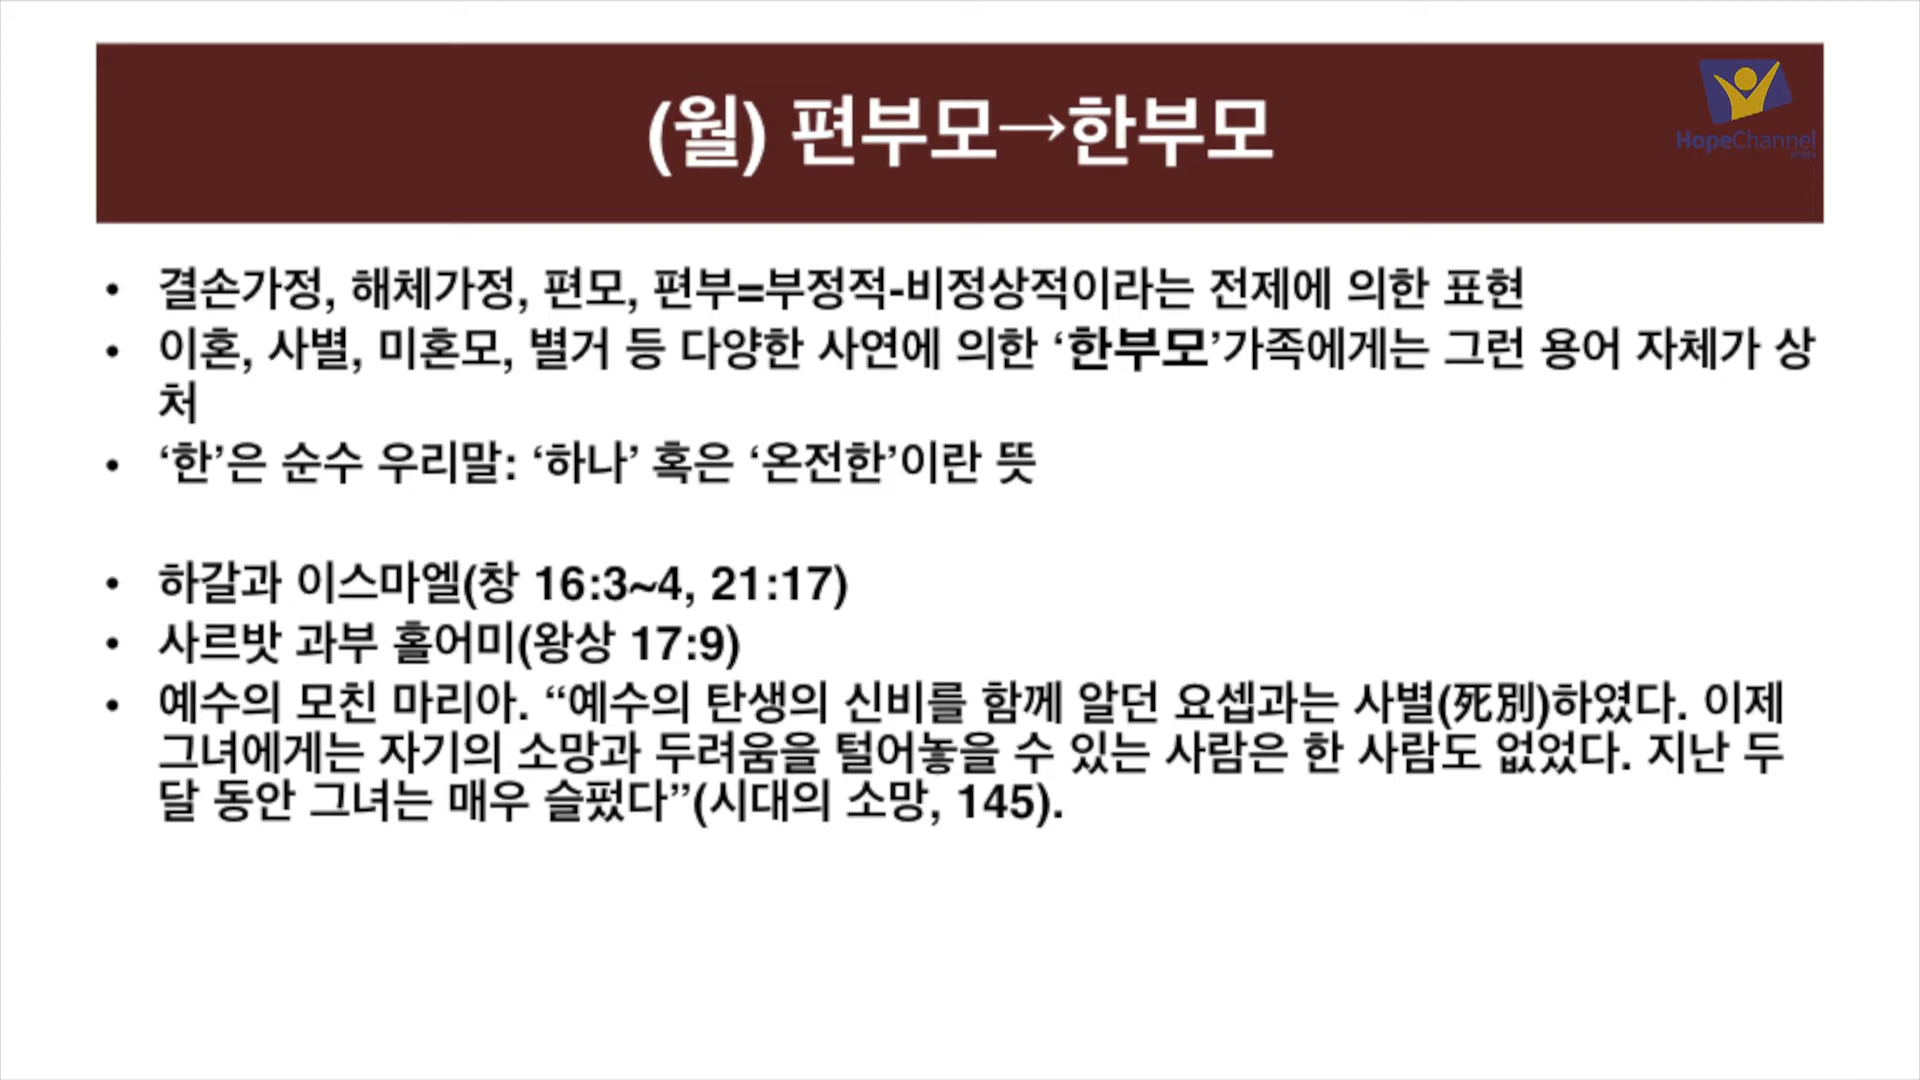 (월) 편부모→한부모
HopeChannel
• 결손가정, 해체가정, 편모, 편부=부정적-비정상적이라는 전제에 의한 표현
• 이혼, 사별, 미혼모, 별거 등 다양한 사연에 의한 ‘한부모’가족에게는 그런 용어 자체가 상
처
• ‘한’은 순수 우리말: ‘하나’ 혹은 ‘온전한’이란 뜻
• 하갈과 이스마엘(창 16:3~4, 21:17)
• 사르밧 과부 홀어미(왕상 17:9)
• 예수의 모친 마리아. “예수의 탄생의 신비를 함께 알던 요셉과는 사별(死別)하였다. 이제
그녀에게는 자기의 소망과 두려움을 털어놓을 수 있는 사람은 한 사람도 없었다. 지난 두
달 동안 그녀는 매우 슬펐다”(시대의 소망, 145).